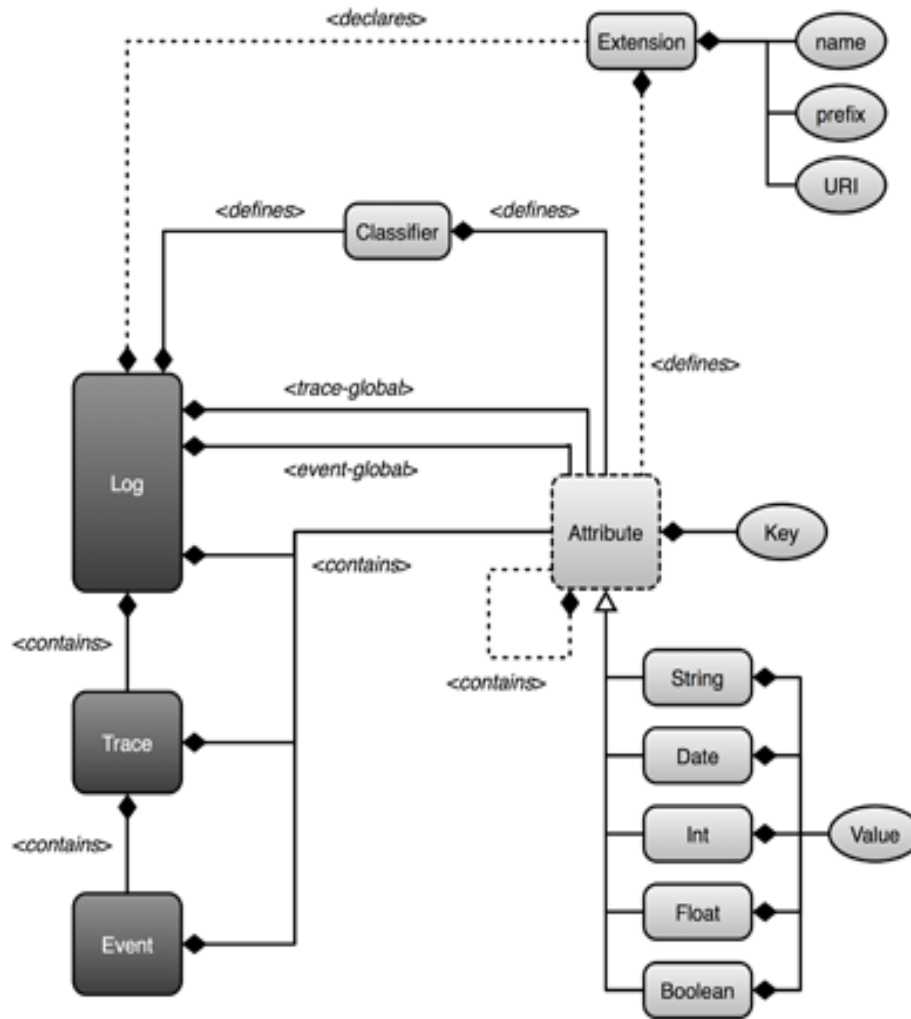 <declares>
Extension
name
prefix
URI
<defines>
Classifier
<defines>
<defines>
<trace-global>
<event-global>
Log
Attribute
Key
<contains>
<contains>
<contains>
String
Trace
Date
<contains>
Int
Value
Float
Event
Boolean